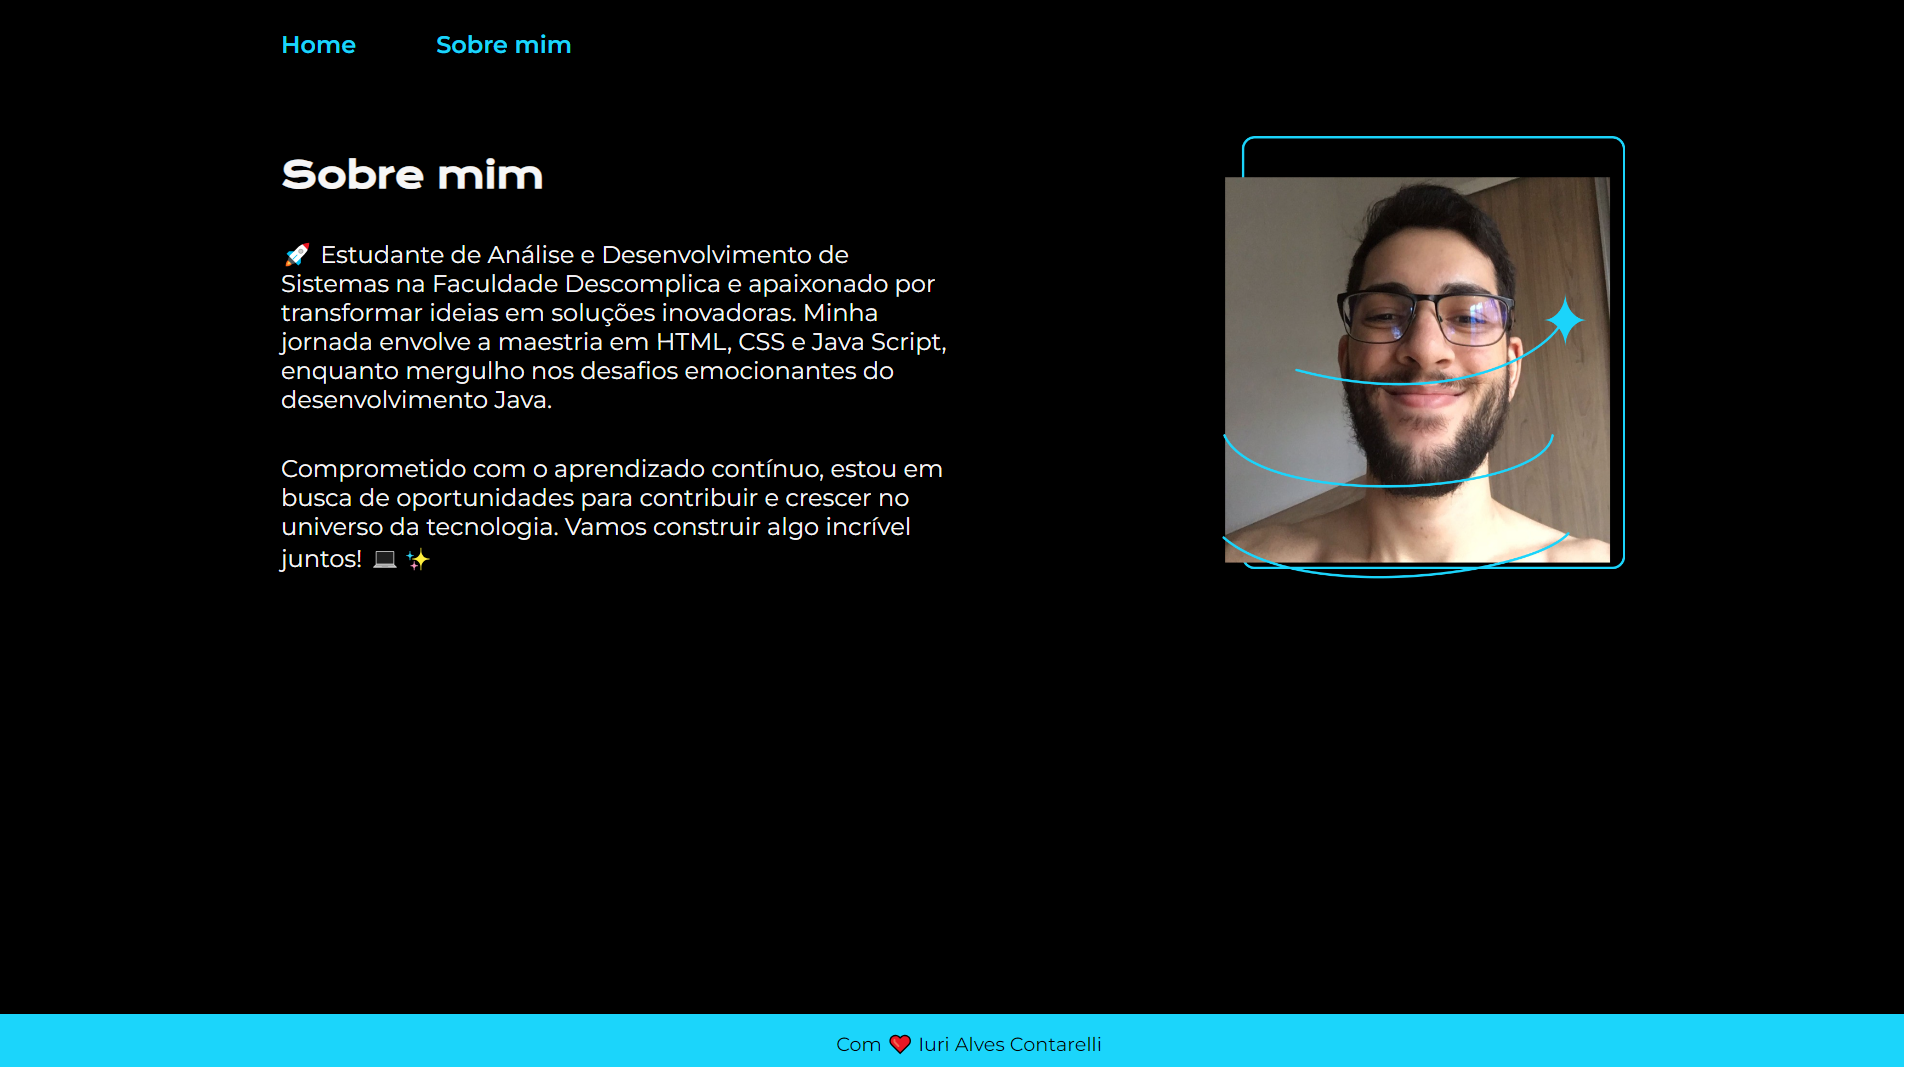 Home Sobre mim
Sobre mim
🚀 Estudante de Análise e Desenvolvimento de
Sistemas na Faculdade Descomplica e apaixonado por
transformar ideias em soluções inovadoras. Minha
jornada envolve a maestria em HTML, CSS e Java Script,
enquanto mergulho nos desafios emocionantes do
desenvolvimento Java.
Comprometido com o aprendizado contínuo, estou em
busca de oportunidades para contribuir e crescer no
universo da tecnologia. Vamos construir algo incrível
juntos! 💻 ✨
Com ❤️ Iuri Alves Contarelli